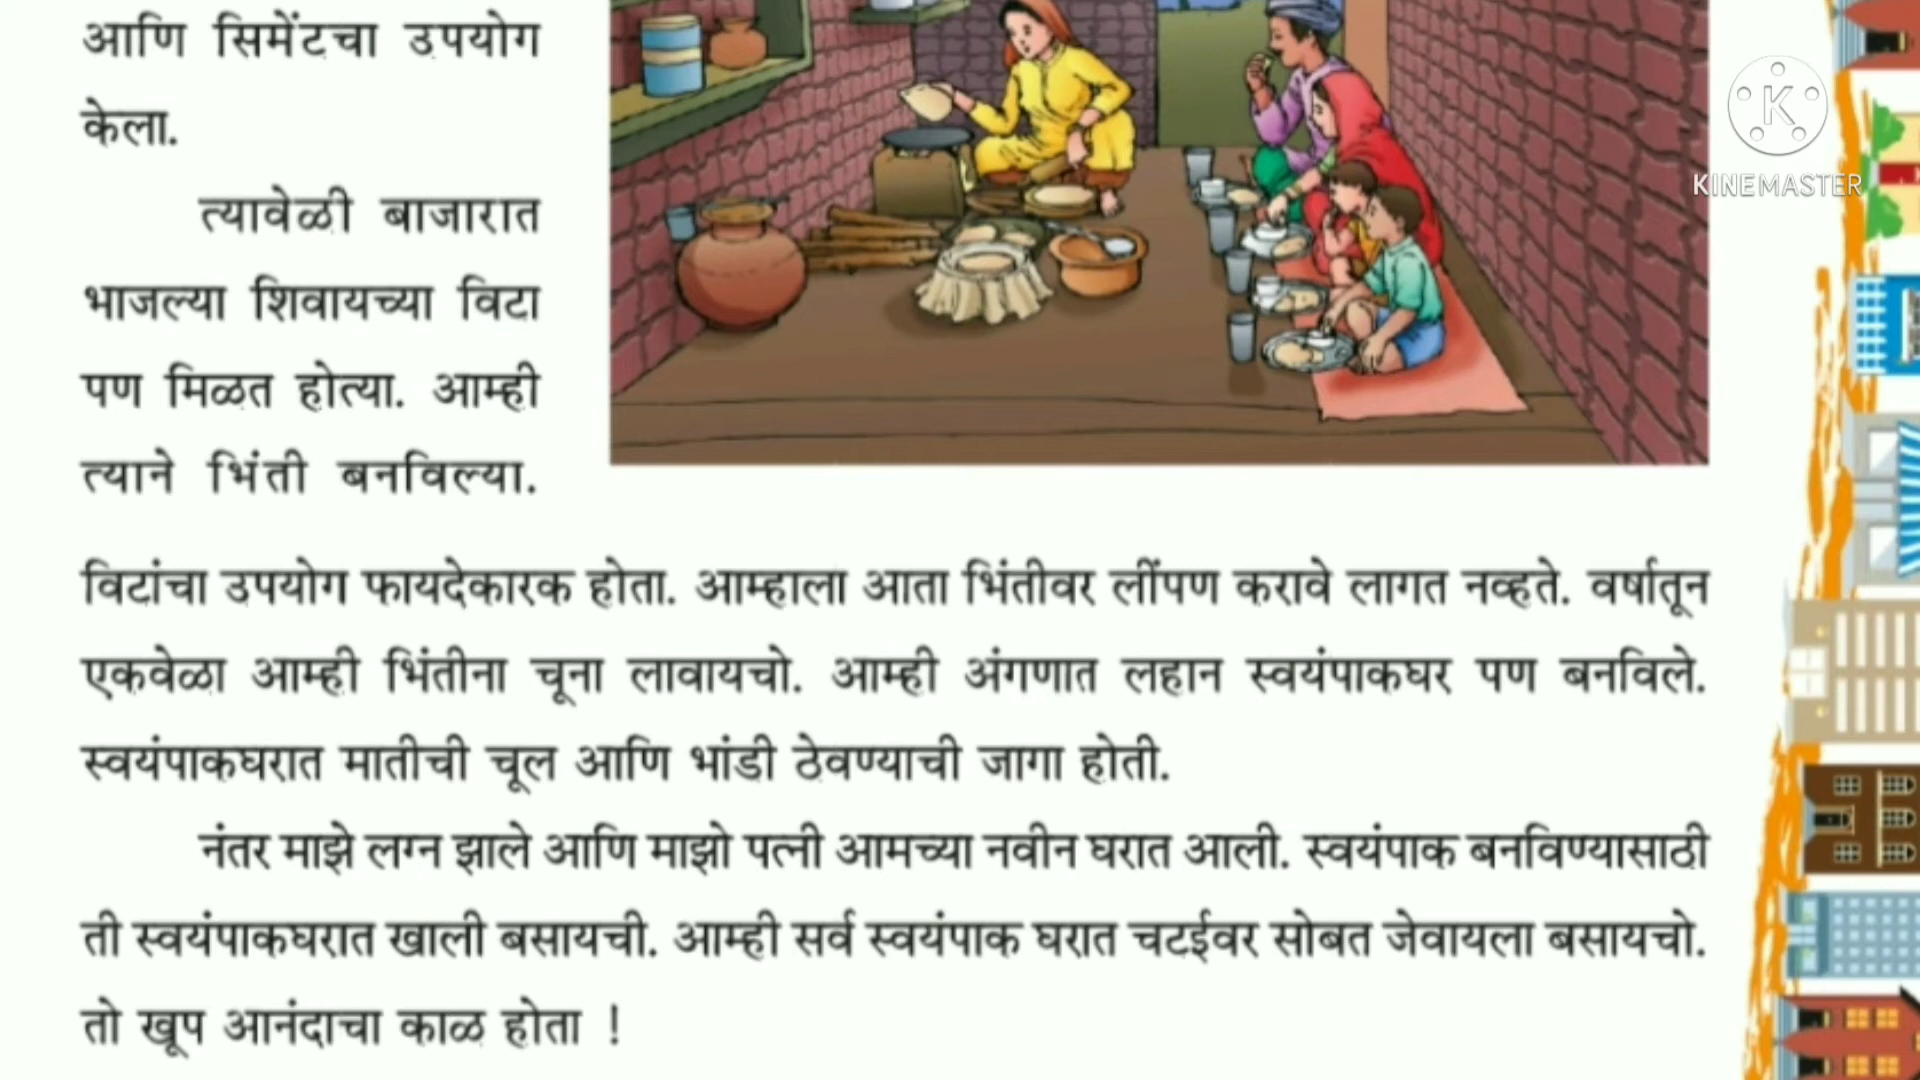 आणि सिमेंटचा उपयोग
केला.
त्यावेळी बाजारात
भाजल्या शिवायच्या विटा
पण मिळत होत्या. आम्ही
त्याने भिंती बनविल्या.
विटांचा उपयोग फायदेकारक होता. आम्हाला आता भिंतीवर लींपण करावे लागत नव्हते. वर्षातून
एकवेळा आम्ही भिंतीना चूना लावायचो. आम्ही अंगणात लहान स्वयंपाकघर पण बनविले.
स्वयंपाकघरात मातीची चूल आणि भांडी ठेवण्याची जागा होती.
नंतर माझे लग्न झाले आणि माझो पत्नी आमच्या नवीन घरात आली. स्वयंपाक बनविण्यासाठी
ती स्वयंपाकघरात खाली बसायची. आम्ही सर्व स्वयंपाक घरात चटईवर सोबत जेवायला बसायचो.
तो खूप आनंदाचा काळ होता !
K
KINEMASTER